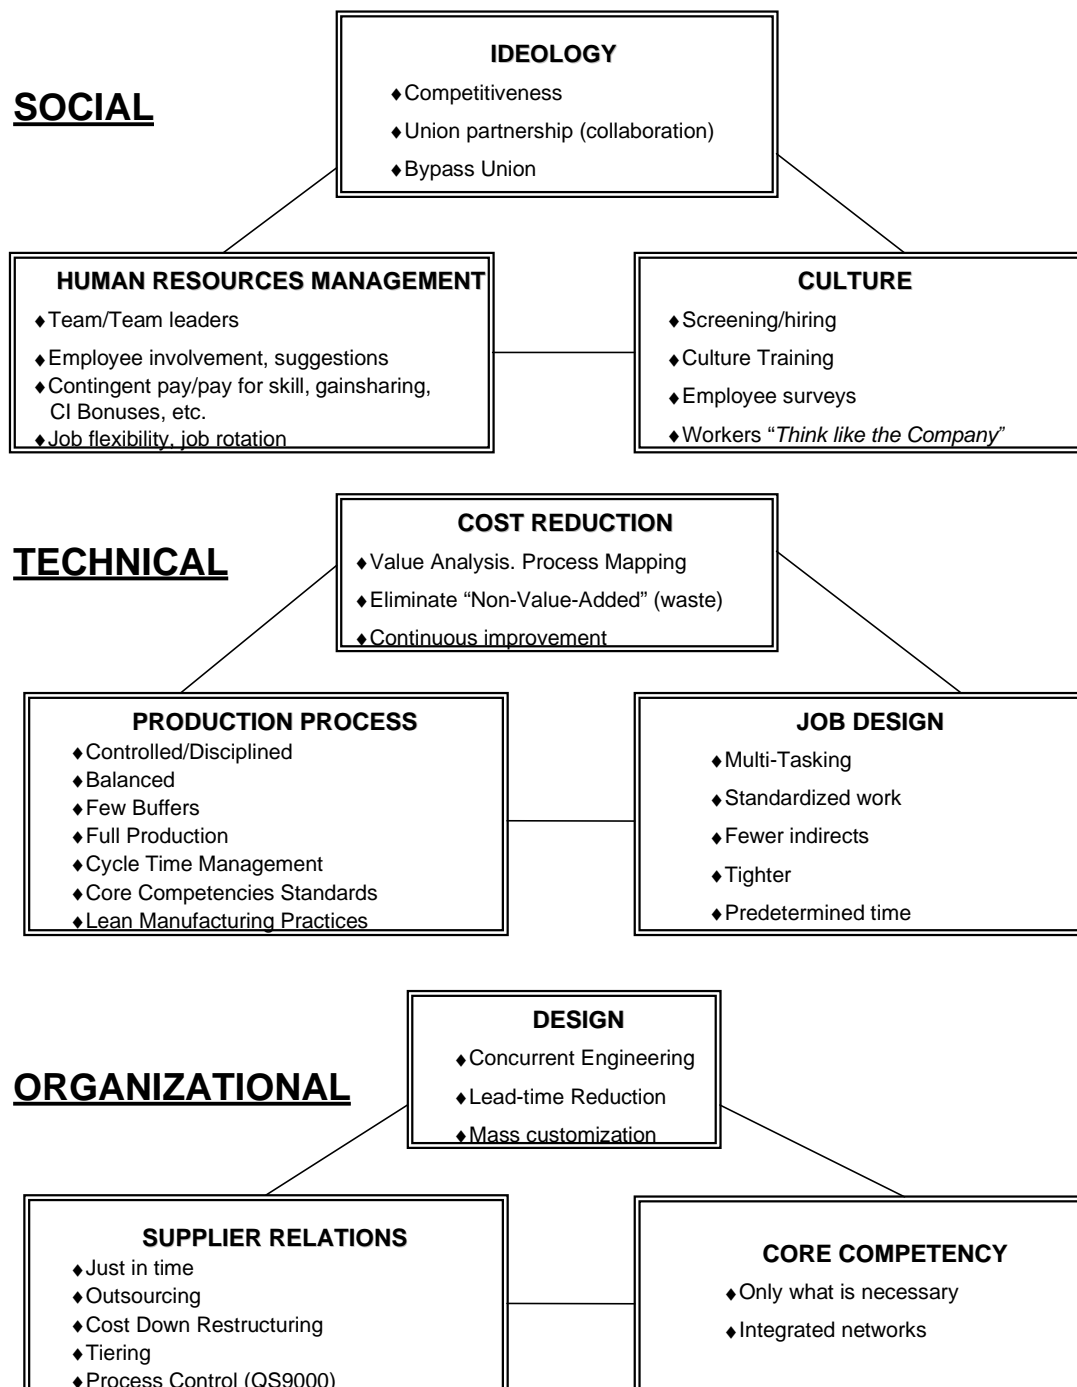 IDEOLOGY
♦Competitiveness
♦Union partnership (collaboration)
♦Bypass Union
SOCIAL
HUMAN RESOURCES MANAGEMENT
♦Team/Team leaders
♦Employee involvement, suggestions
♦Contingent pay/pay for skill, gainsharing,
CI Bonuses, etc.
♦Job flexibility, job rotation
CULTURE
♦Screening/hiring
♦Culture Training
♦Employee surveys
♦Workers “Think like the Company”
COST REDUCTION
♦Value Analysis. Process Mapping
♦Eliminate “Non-Value-Added” (waste)
♦Continuous improvement
TECHNICAL
PRODUCTION PROCESS
♦Controlled/Disciplined
♦Balanced
♦Few Buffers
♦Full Production
♦Cycle Time Management
♦Core Competencies Standards
♦Lean Manufacturing Practices
JOB DESIGN
♦Multi-Tasking
♦Standardized work
♦Fewer indirects
♦Tighter
♦Predetermined time
DESIGN
♦Concurrent Engineering
♦Lead-time Reduction
♦Mass customization
ORGANIZATIONAL
SUPPLIER RELATIONS
♦Just in time
♦Outsourcing
♦Cost Down Restructuring
♦Tiering
♦Process Control (QS9000)
CORE COMPETENCY
♦Only what is necessary
♦Integrated networks